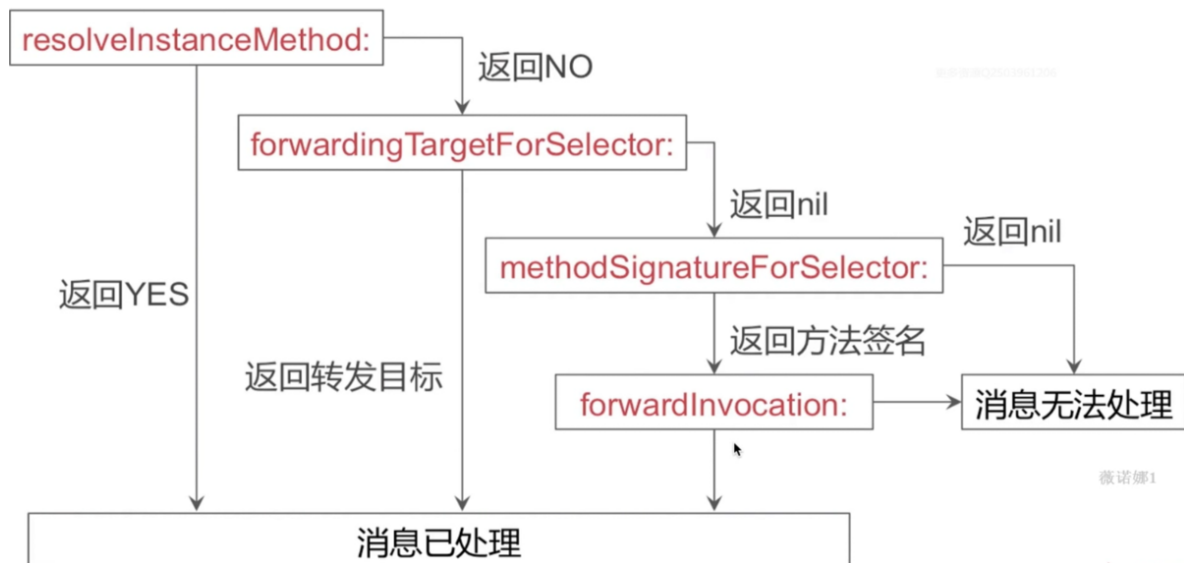 resolveInstanceMethod:
返回NO
forwardingTargetForSelector:
返回nil
返回nil
methodSignatureForSelector:
返回YES
返回方法签名
返回转发目标
forwardInvocation:
消息无法处理
薇诺娜1
消息已处理